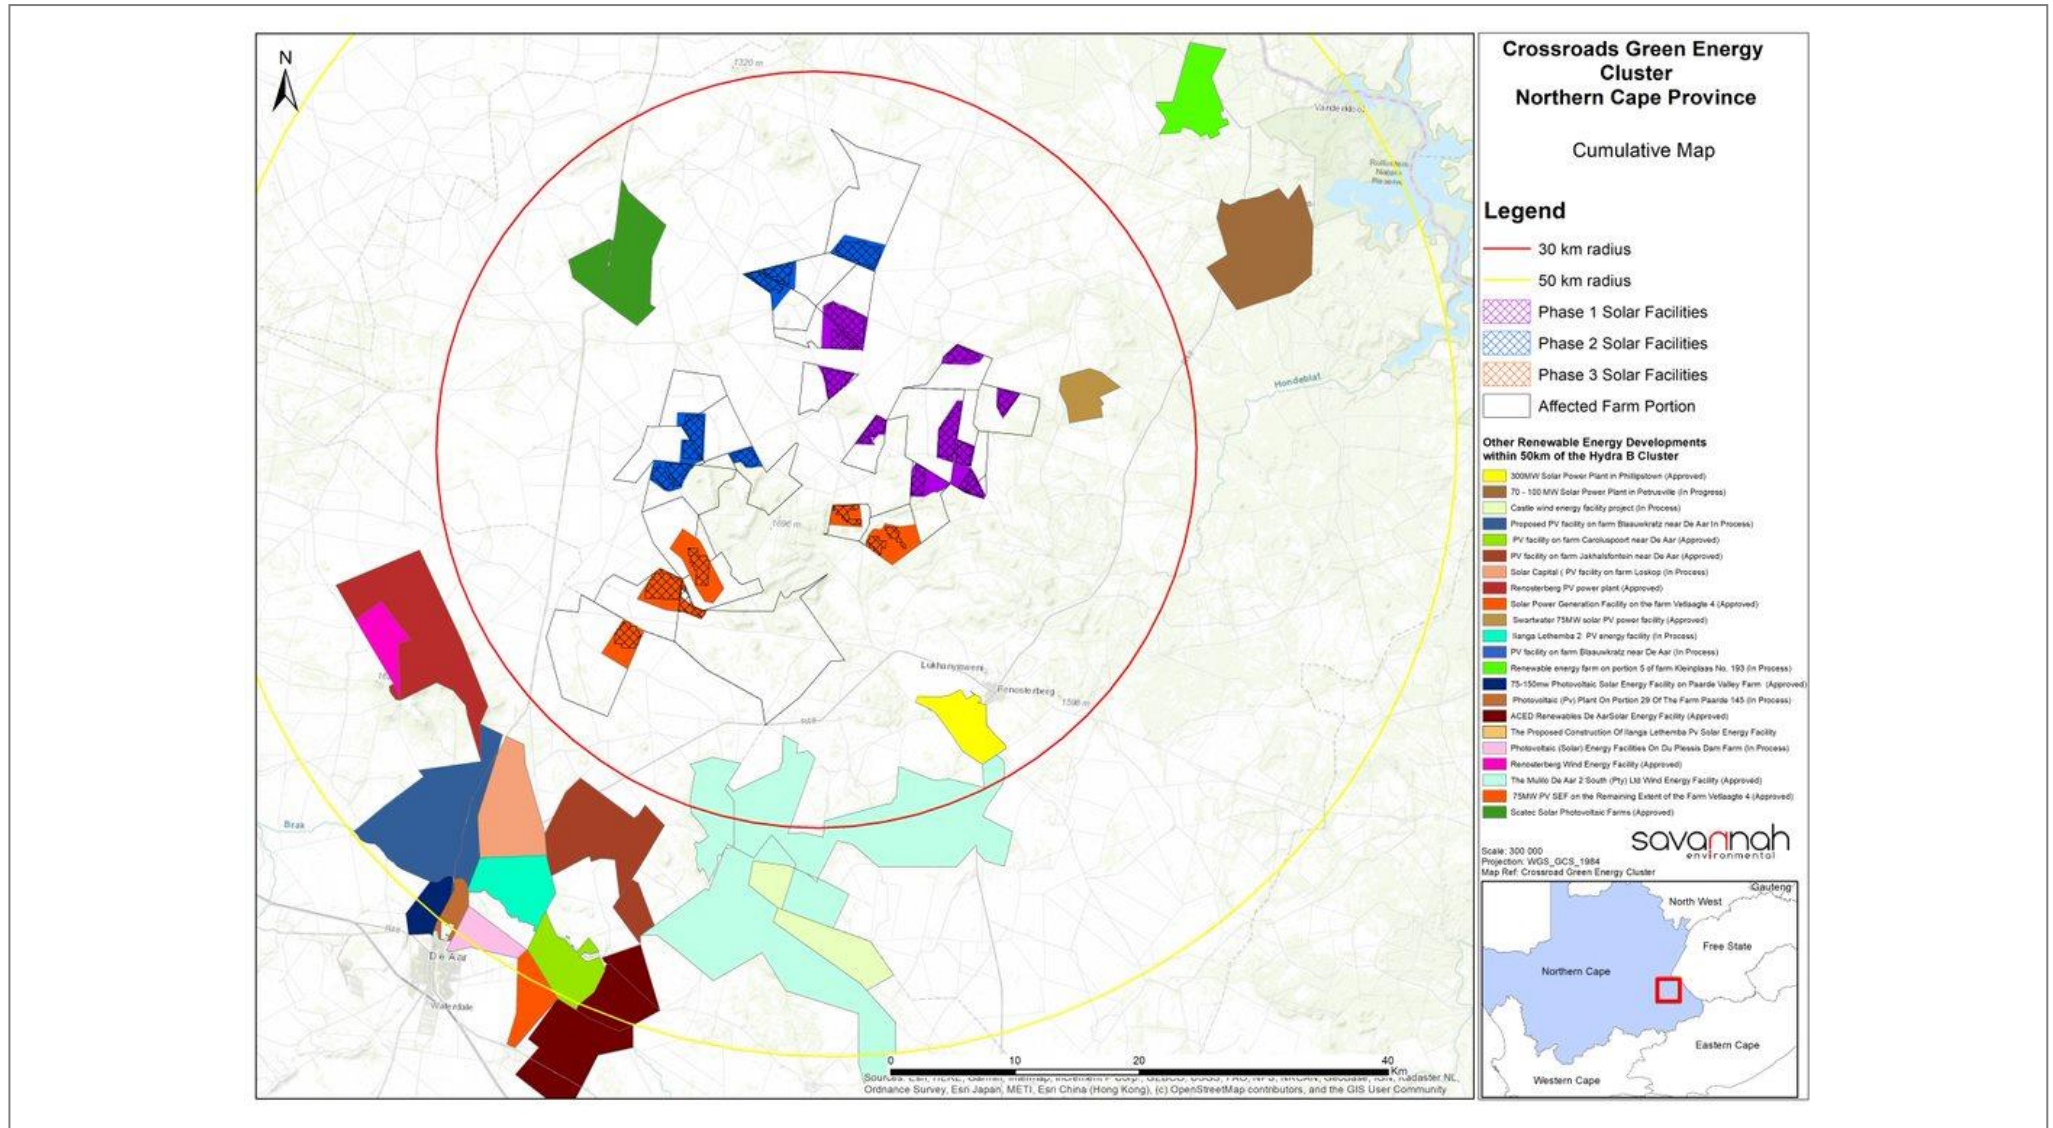 N
1320 m
Vanderkloof
Rolfontein
Nature
Reserve
Hondeblaf
1696 m
Lukhanyisweni
Renosterberg
1598 m
Brak
De Aar
Waterdale
0
10
20
40
Km
Ordnance Survey, Esri Japan, METI, Esri China (Hong Kong), (c) OpenStreetMap contributors, and the GIS User Community
Crossroads Green Energy
Cluster
Northern Cape Province
Cumulative Map
Legend
30 km radius
50 km radius
Phase 1 Solar Facilities
Phase 2 Solar Facilities
Phase 3 Solar Facilities
Affected Farm Portion
Other Renewable Energy Developments
within 50km of the Hydra B Cluster
300MW Solar Power Plant in Phillipstown (Approved)
70 - 100 MW Solar Power Plant in Petrusville (In Progress)
Castle wind energy facility project (In Process)
Proposed PV facility on farm Blaauwkratz near De Aar In Process)
PV facility on farm Caroluspoort near De Aar (Approved)
PV facility on farm Jakhalsfontein near De Aar (Approved)
Solar Capital ( PV facility on farm Loskop (In Process)
Renosterberg PV power plant (Approved)
Solar Power Generation Facility on the farm Vetlaagte 4 (Approved)
Swartwater 75MW solar PV power facility (Approved)
Ilanga Lethemba 2 PV energy facility (In Process)
PV facility on farm Blaauwkratz near De Aar (In Process)
Renewable energy farm on portion 5 of farm Kleinplaas No. 193 (In Process)
75-150mw Photovoltaic Solar Energy Facility on Paarde Valley Farm (Approved)
Photovoltaic (Pv) Plant On Portion 29 Of The Farm Paarde 145 (In Process)
ACED Renewables De AarSolar Energy Facility (Approved)
The Proposed Construction Of Ilanga Lethemba Pv Solar Energy Facility
Photovoltaic (Solar) Energy Facilities On Du Plessis Dam Farm (In Process)
Renosterberg Wind Energy Facility (Approved)
The Mulilo De Aar 2 South (Pty) Ltd Wind Energy Facility (Approved)
75MW PV SEF on the Remaining Extent of the Farm Vetlaagte 4 (Approved)
Scatec Solar Photovoltaic Farms (Approved)
savannah
environmental
Scale: 300 000
Projection: WGS_GCS_1984
Map Ref: Crossroad Green Energy Cluster
Gauteng
North West
Free State
Northern Cape
Eastern Cape
Western Cape